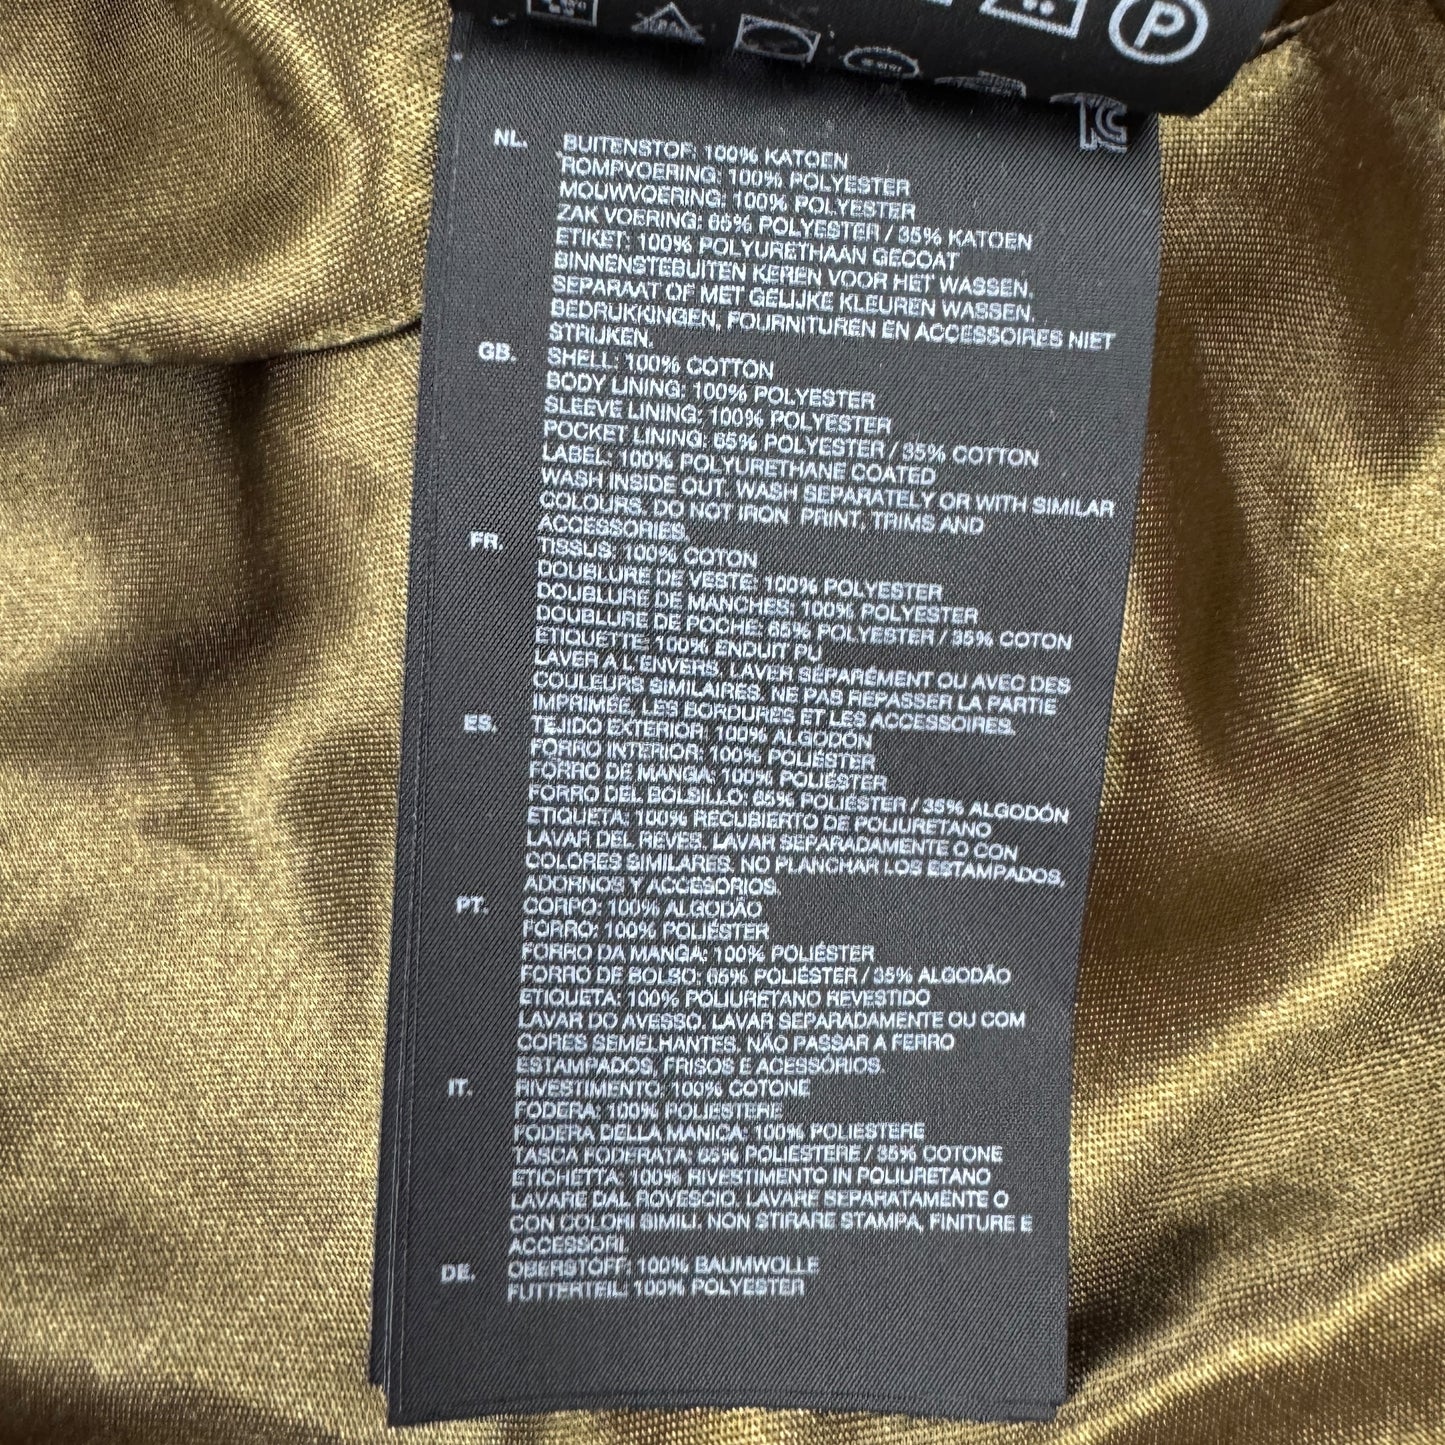 P
KC
NL. BUITENSTOF: 100% KATOEN
ROMPVOERING: 100% POLYESTER
MOUWVOERING: 100% POLYESTER
ZAK VOERING: 65% POLYESTER / 35% KATOEN
ETIKET: 100% POLYURETHAAN GECOAT
BINNENSTEBUITEN KEREN VOOR HET WASSEN.
SEPARAAT OF MET GELIJKE KLEUREN WASSEN.
BEDRUKKINGEN, FOURNITUREN EN ACCESSOIRES NIET
STRIJKEN.
GB. SHELL: 100% COTTON
BODY LINING: 100% POLYESTER
SLEEVE LINING: 100% POLYESTER
POCKET LINING: 65% POLYESTER / 35% COTTON
LABEL: 100% POLYURETHANE COATED
WASH INSIDE OUT. WASH SEPARATELY OR WITH SIMILAR
COLOURS. DO NOT IRON PRINT, TRIMS AND
ACCESSORIES.
FR. TISSUS: 100% COTON
DOUBLURE DE VESTE: 100% POLYESTER
DOUBLURE DE MANCHES: 100% POLYESTER
DOUBLURE DE POCHE: 65% POLYESTER / 35% COTON
ETIQUETTE: 100% ENDUIT PU
LAVER A L'ENVERS. LAVER SÉPARÉMENT OU AVEC DES
COULEURS SIMILAIRES. NE PAS REPASSER LA PARTIE
IMPRIMÉE, LES BORDURES ET LES ACCESSOIRES.
ES. TEJIDO EXTERIOR: 100% ALGODÓN
FORRO INTERIOR: 100% POLIÉSTER
FORRO DE MANGA: 100% POLIÉSTER
FORRO DEL BOLSILLO: 65% POLIÉSTER / 35% ALGODÓN
ETIQUETA: 100% RECUBIERTO DE POLIURETANO
LAVAR DEL REVES. LAVAR SEPARADAMENTE O CON
COLORES SIMILARES. NO PLANCHAR LOS ESTAMPADOS,
ADORNOS Y ACCESORIOS.
PT. CORPO: 100% ALGODÃO
FORRO: 100% POLIÉSTER
FORRO DA MANGA: 100% POLIÉSTER
FORRO DE BOLSO: 65% POLIÉSTER / 35% ALGODÃO
ETIQUETA: 100% POLIURETANO REVESTIDO
LAVAR DO AVESSO. LAVAR SEPARADAMENTE OU COM
CORES SEMELHANTES. NÃO PASSAR A FERRO
ESTAMPADOS, FRISOS E ACESSÓRIOS.
IT. RIVESTIMENTO: 100% COTONE
FODERA: 100% POLIESTERE
FODERA DELLA MANICA: 100% POLIESTERE
TASCA FODERATA: 65% POLIESTERE / 35% COTONE
ETICHETTA: 100% RIVESTIMENTO IN POLIURETANO
LAVARE DAL ROVESCIO. LAVARE SEPARATAMENTE O
CON COLORI SIMILI. NON STIRARE STAMPA, FINITURE E
ACCESSORI.
DE. OBERSTOFF: 100% BAUMWOLLE
FUTTERTEIL: 100% POLYESTER